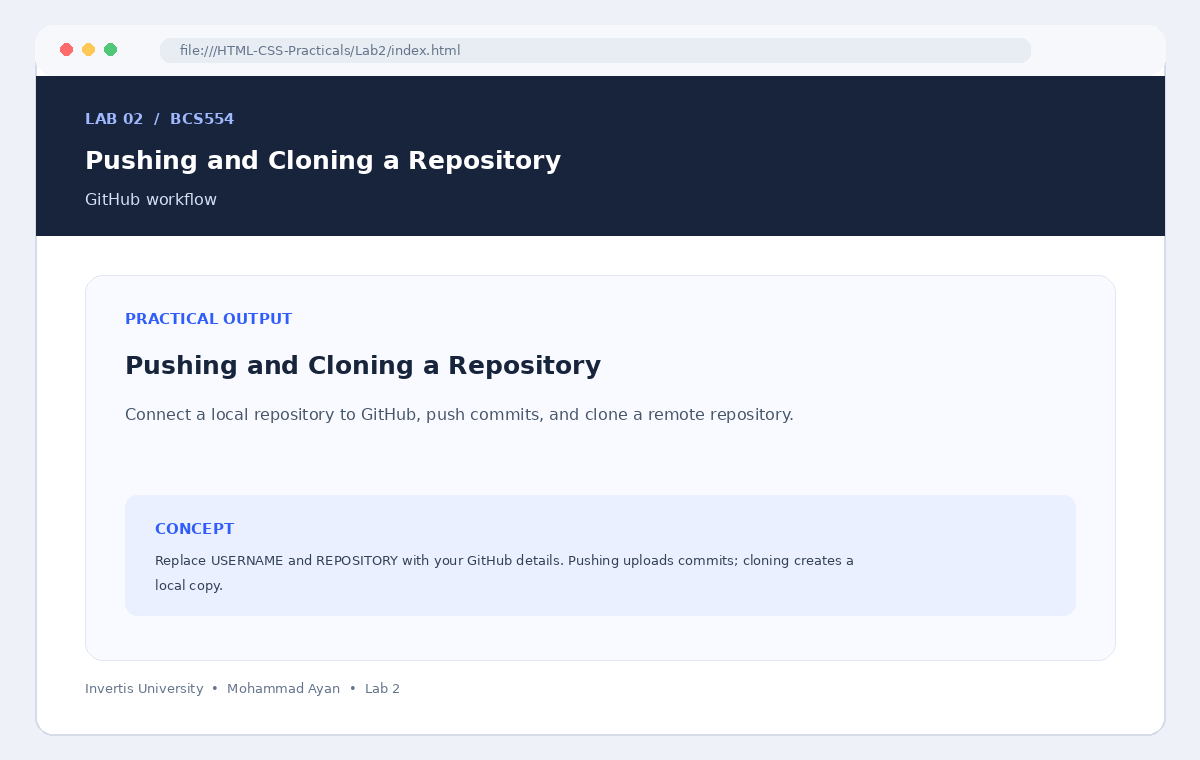 file:///HTML-CSS-Practicals/Lab2/index.html
LAB 02 / BCS554
Pushing and Cloning a Repository
GitHub workflow
PRACTICAL OUTPUT
Pushing and Cloning a Repository
Connect a local repository to GitHub, push commits, and clone a remote repository.
CONCEPT
Replace USERNAME and REPOSITORY with your GitHub details. Pushing uploads commits; cloning creates a
local copy.
Invertis University • Mohammad Ayan • Lab 2